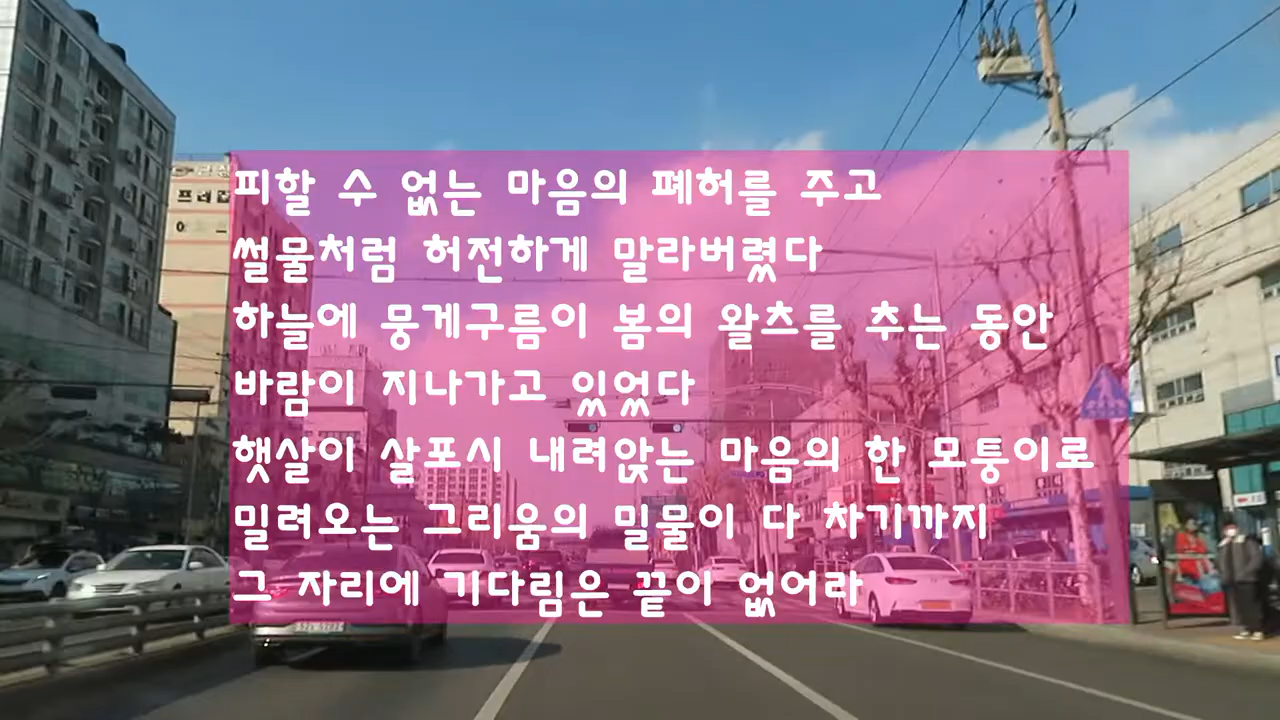 피할 수 없는 마음의 폐허를 주고
썰물처럼 허전하게 말라버렸다
하늘에 뭉게구름이 봄의 왈츠를 추는 동안
바람이 지나가고 있었다
햇살이 살포시 내려앉는 마음의 한 모퉁이로
밀려오는 그리움의 밀물이 다 차기까지
그 자리에 기다림은 끝이 없어라